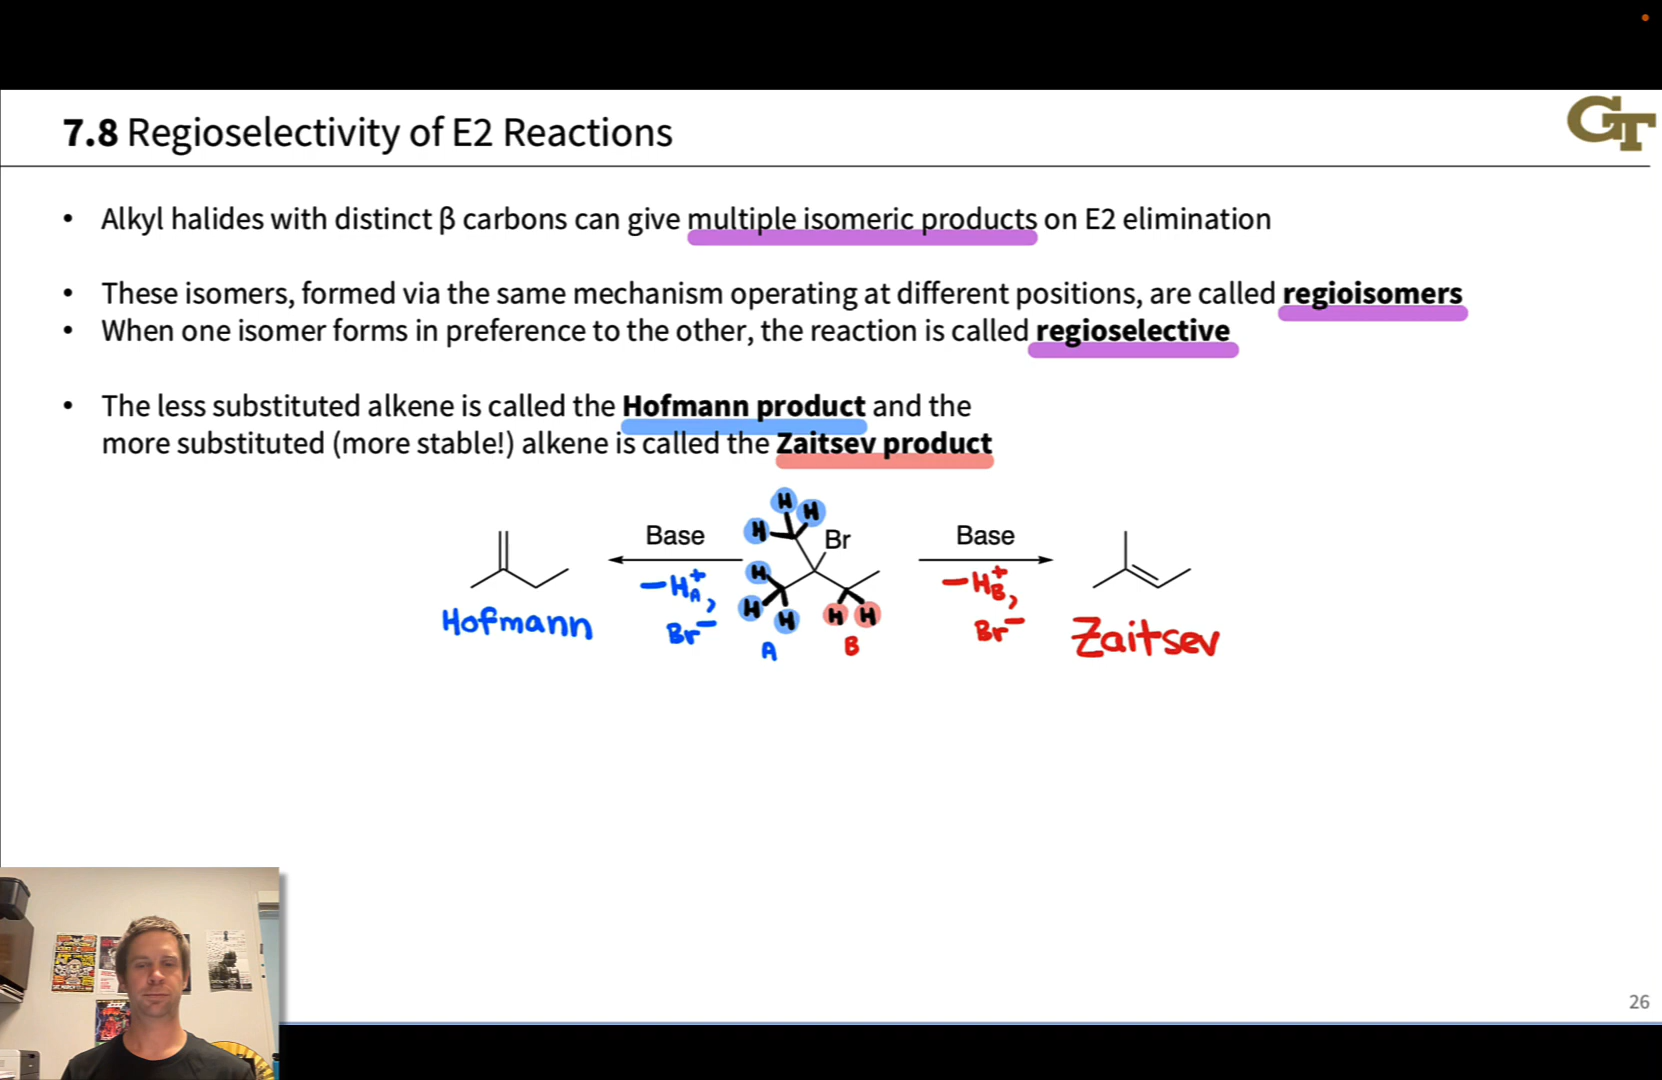 7.8 Regioselectivity of E2 Reactions
GT
• Alkyl halides with distinct β carbons can give multiple isomeric products on E2 elimination
• These isomers, formed via the same mechanism operating at different positions, are called regioisomers
• When one isomer forms in preference to the other, the reaction is called regioselective
• The less substituted alkene is called the Hofmann product and the
more substituted (more stable!) alkene is called the Zaitsev product
H H H
Base Br Base
H H H H H
−H_A⁺, −H_B⁺,
Br⁻ Br⁻
Hofmann Zaitsev
A B
26